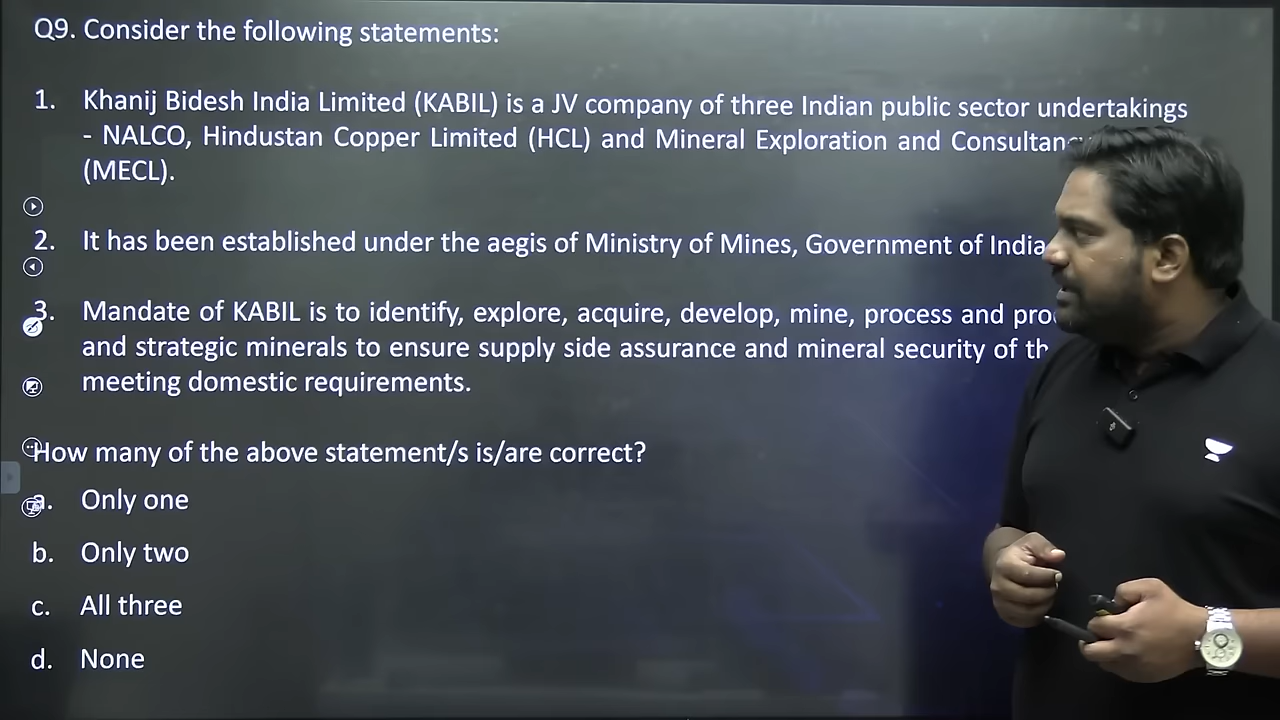 Q9. Consider the following statements:
1. Khanij Bidesh India Limited (KABIL) is a JV company of three Indian public sector undertakings
- NALCO, Hindustan Copper Limited (HCL) and Mineral Exploration and
(MECL).
2. It has been established under the aegis of Ministry of Mines, Government of India
3. Mandate of KABIL is to identify, explore, acquire, develop, mine, process and
and strategic minerals to ensure supply side assurance and mineral security of
meeting domestic requirements.
How many of the above statement/s is/are correct?
a. Only one
b. Only two
c. All three
d. None